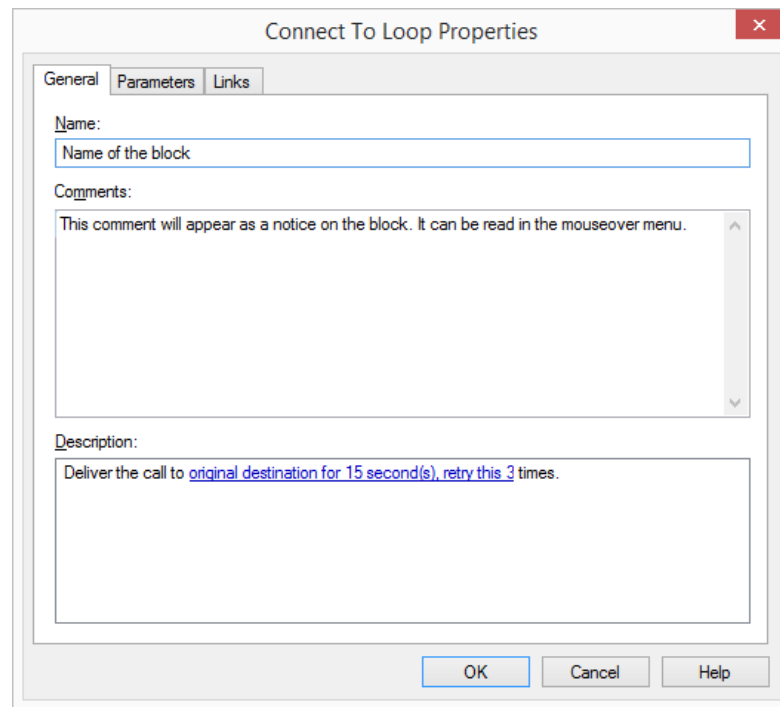 Connect To Loop Properties
General Parameters Links
Name:
Name of the block
Comments:
This comment will appear as a notice on the block. It can be read in the mouseover menu.
Description:
Deliver the call to original destination for 15 second(s), retry this 3 times.
OK Cancel Help